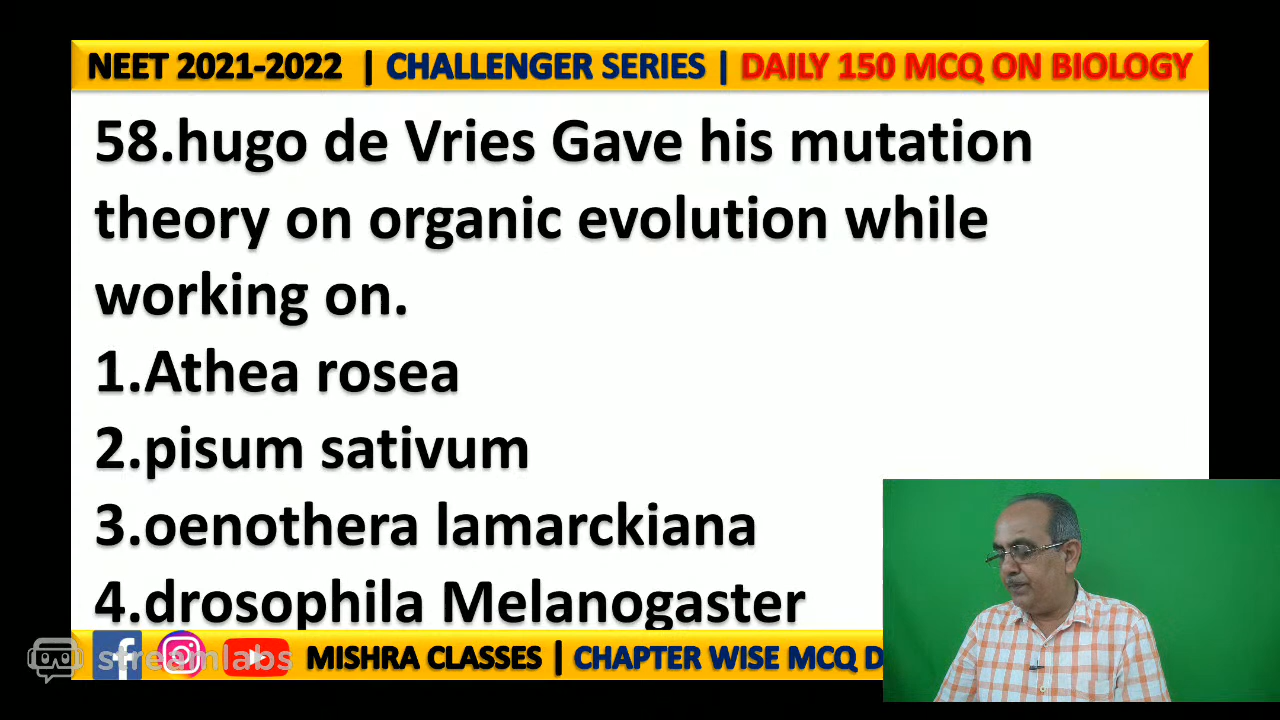 NEET 2021-2022 | CHALLENGER SERIES | DAILY 150 MCQ ON BIOLOGY
58.hugo de Vries Gave his mutation
theory on organic evolution while
working on.
1.Athea rosea
2.pisum sativum
3.oenothera lamarckiana
4.drosophila Melanogaster
streamlabs
MISHRA CLASSES | CHAPTER WISE MCQ D